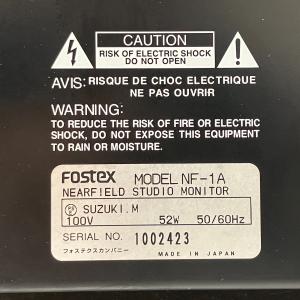 CAUTION
RISK OF ELECTRIC SHOCK
DO NOT OPEN
AVIS: RISQUE DE CHOC ELECTRIQUE
NE PAS OUVRIR
WARNING:
TO REDUCE THE RISK OF FIRE OR ELECTRIC
SHOCK, DO NOT EXPOSE THIS EQUIPMENT
TO RAIN OR MOISTURE.
Fostex MODEL NF-1A
NEARFIELD STUDIO MONITOR
SUZUKI.M
100V 52W 50/60Hz
SERIAL NO. 1002423
フォステクスカンパニー MADE IN JAPAN